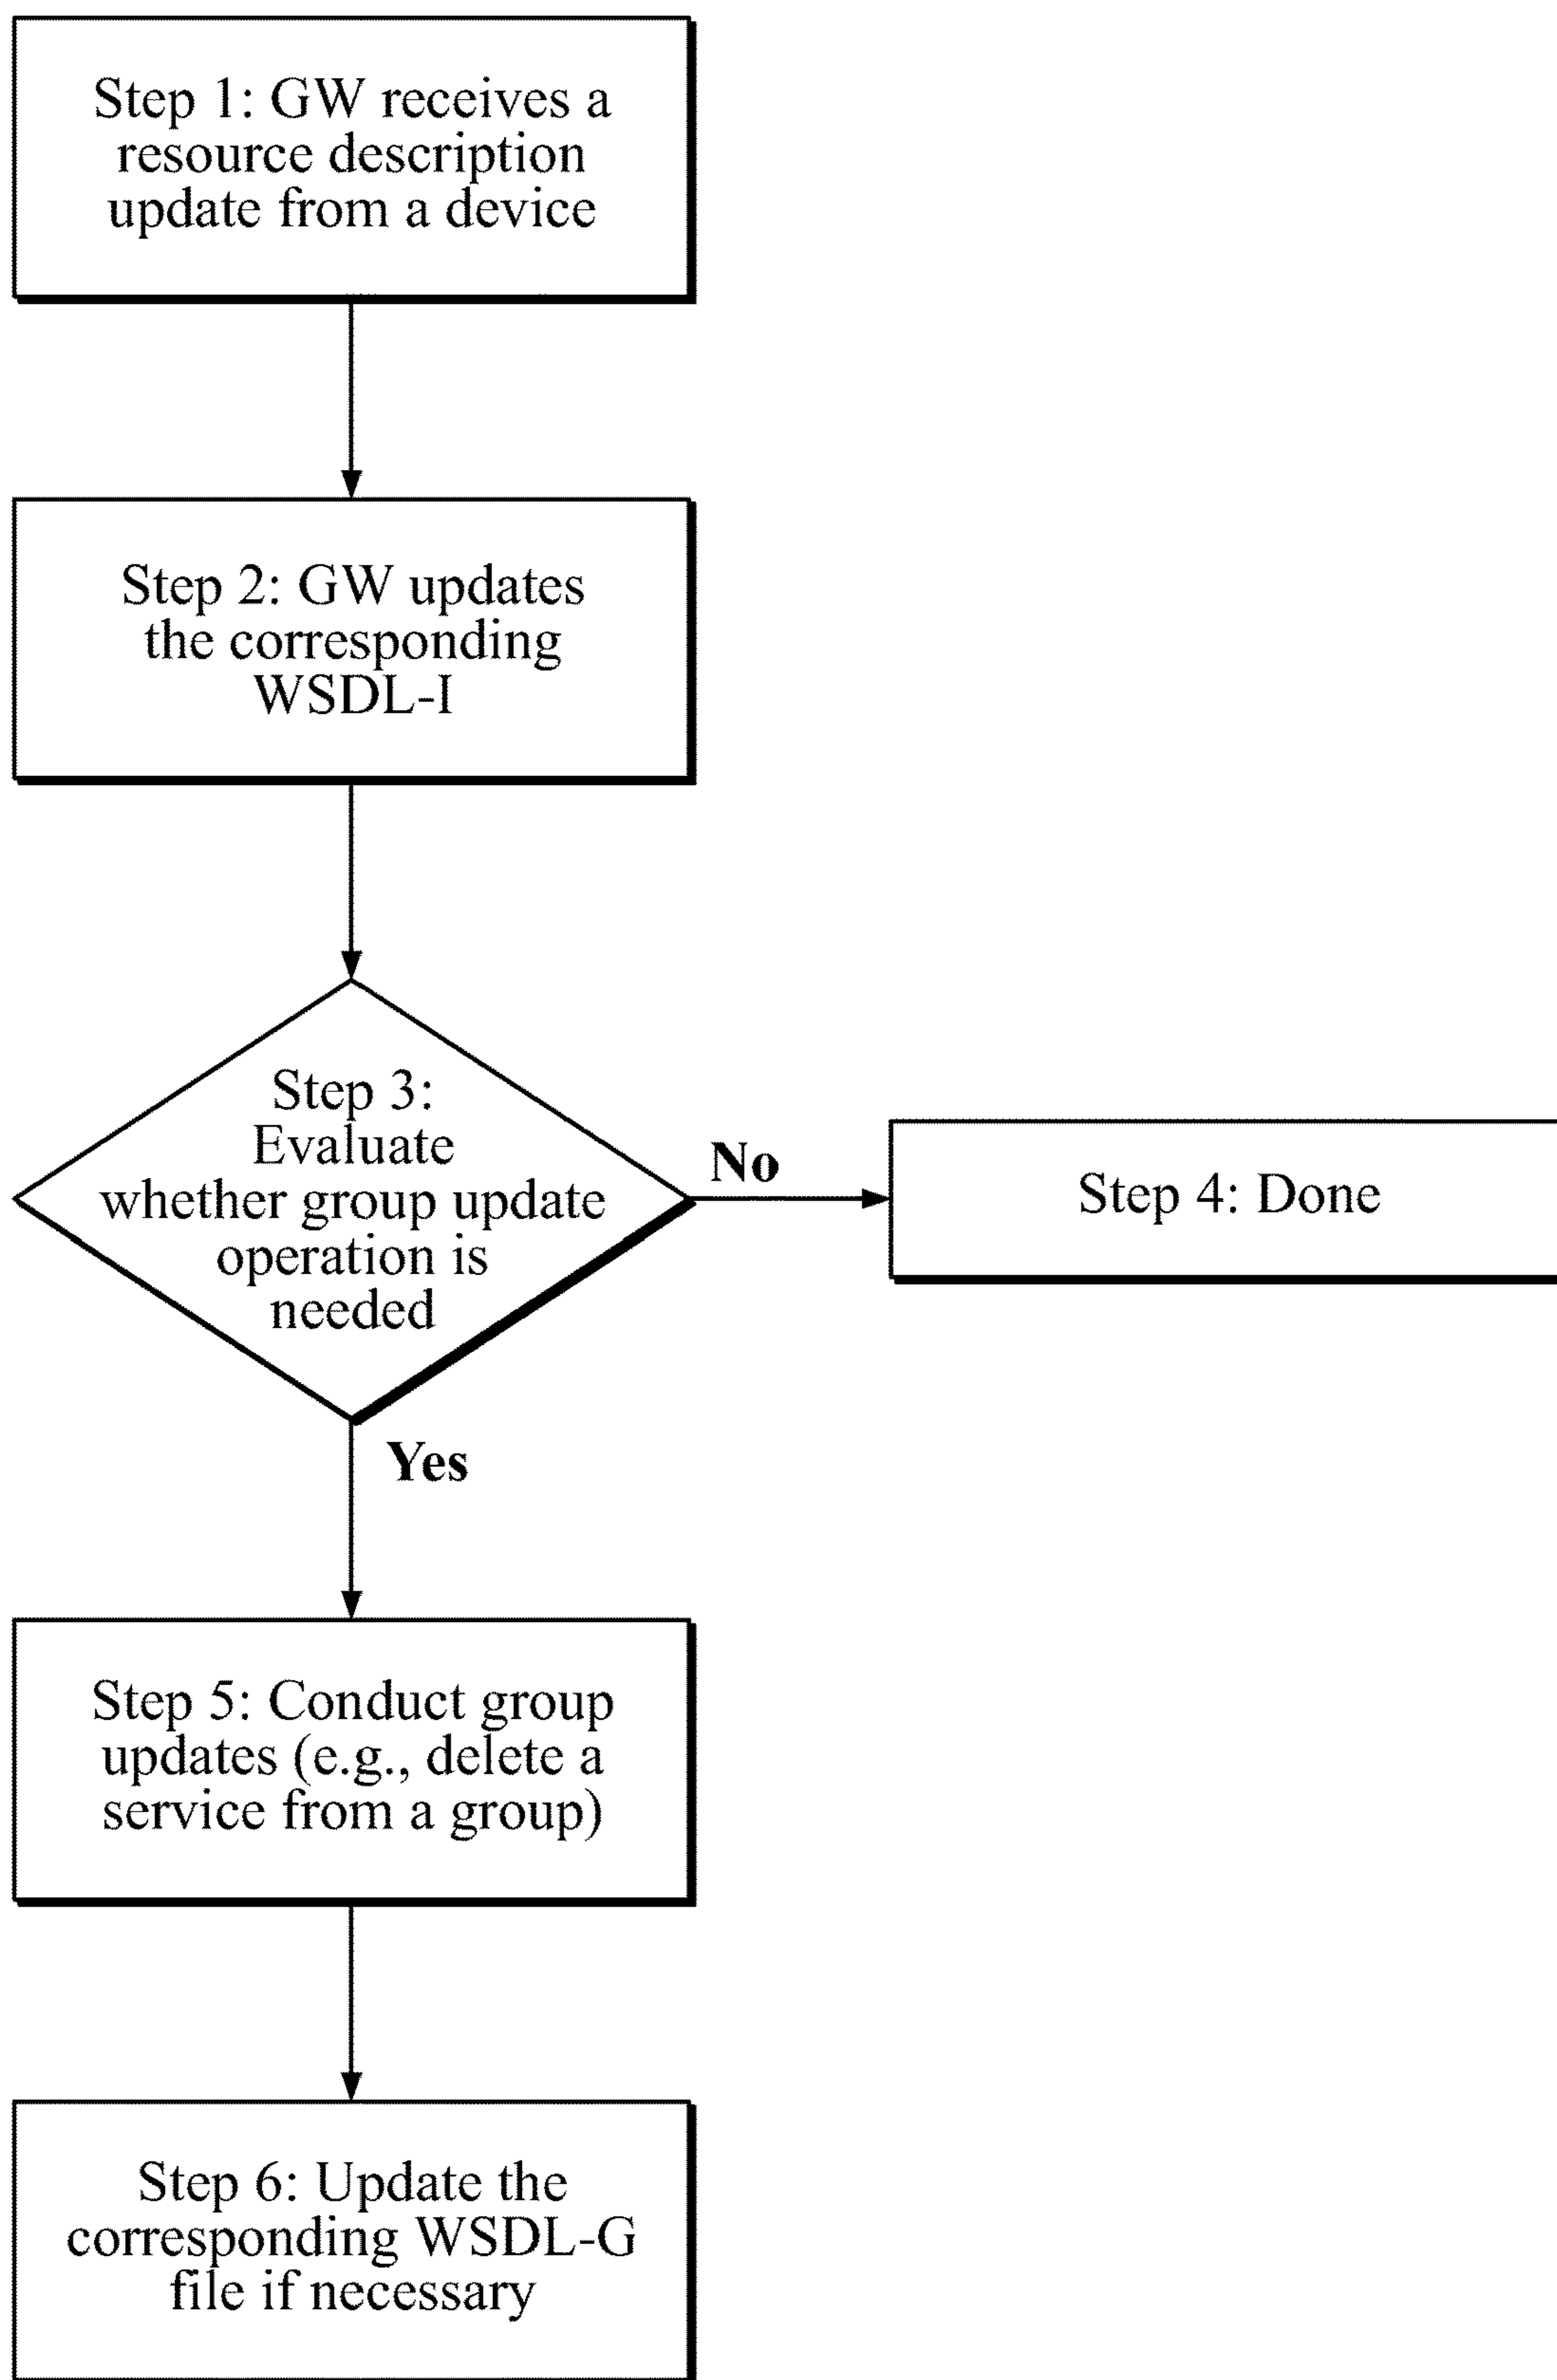 Step 1: GW receives a
resource description
update from a device
Step 2: GW updates
the corresponding
WSDL-I
Step 3:
Evaluate
whether group update
operation is
needed
No
Step 4: Done
Yes
Step 5: Conduct group
updates (e.g., delete a
service from a group)
Step 6: Update the
corresponding WSDL-G
file if necessary